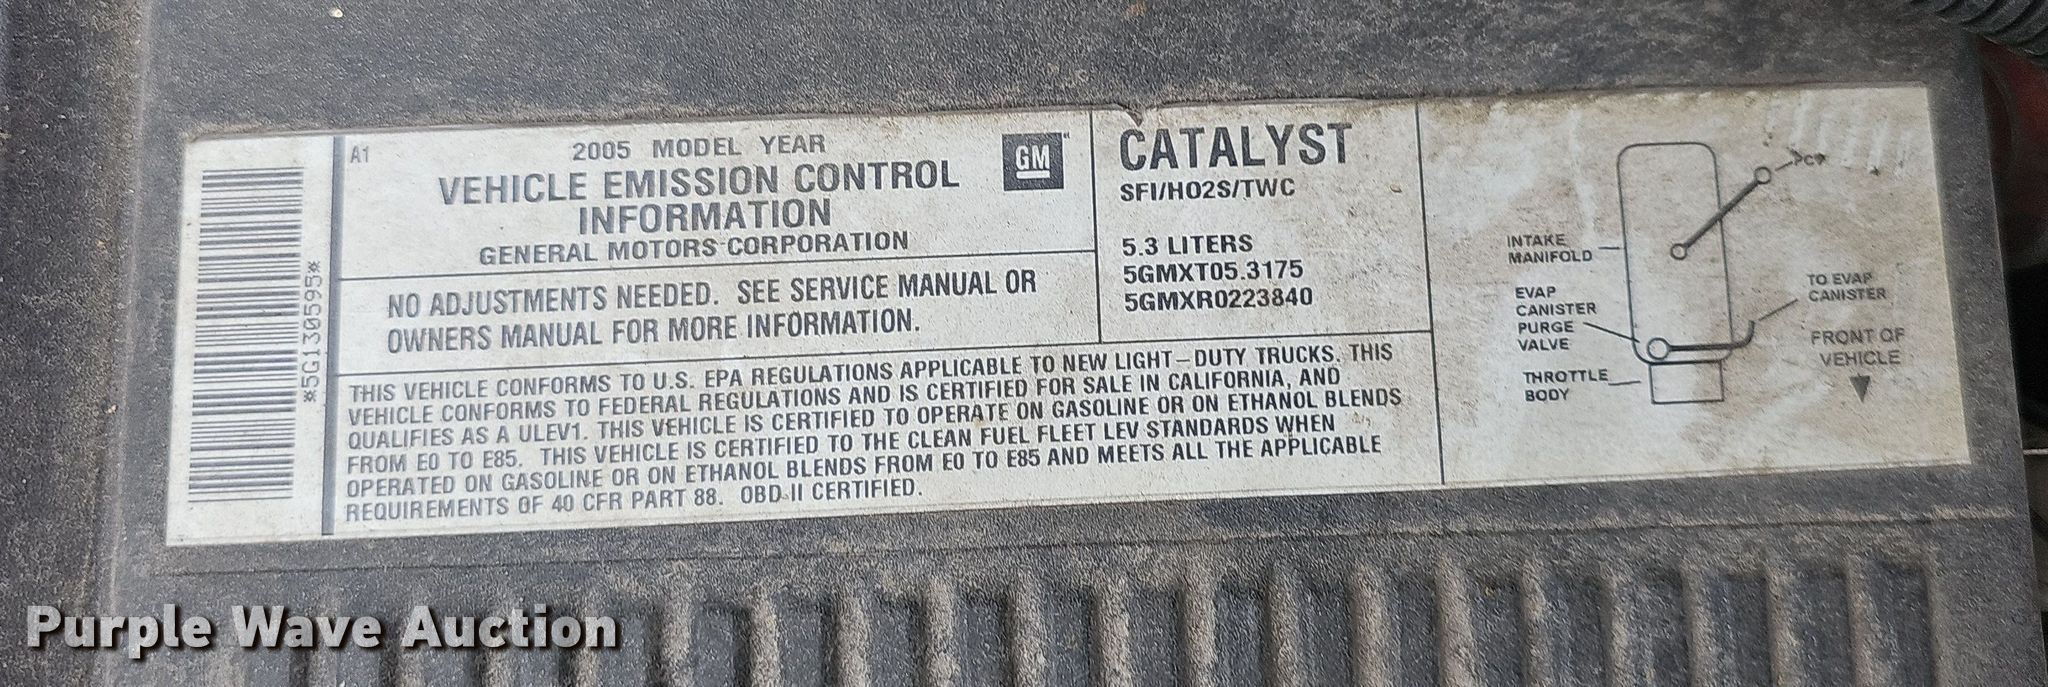 *5G130595*
A1
2005 MODEL YEAR
VEHICLE EMISSION CONTROL
INFORMATION
GENERAL MOTORS CORPORATION
GM
NO ADJUSTMENTS NEEDED. SEE SERVICE MANUAL OR
OWNERS MANUAL FOR MORE INFORMATION.
CATALYST
SFI/HO2S/TWC
5.3 LITERS
5GMXT05.3175
5GMXR0223840
THIS VEHICLE CONFORMS TO U.S. EPA REGULATIONS APPLICABLE TO NEW LIGHT-DUTY TRUCKS. THIS
VEHICLE CONFORMS TO FEDERAL REGULATIONS AND IS CERTIFIED FOR SALE IN CALIFORNIA, AND
QUALIFIES AS A ULEV1. THIS VEHICLE IS CERTIFIED TO OPERATE ON GASOLINE OR ON ETHANOL BLENDS
FROM E0 TO E85. THIS VEHICLE IS CERTIFIED TO THE CLEAN FUEL FLEET LEV STANDARDS WHEN
OPERATED ON GASOLINE OR ON ETHANOL BLENDS FROM E0 TO E85 AND MEETS ALL THE APPLICABLE
REQUIREMENTS OF 40 CFR PART 88. OBD II CERTIFIED.
INTAKE
MANIFOLD
EVAP
CANISTER
PURGE
VALVE
THROTTLE
BODY
TO EVAP
CANISTER
FRONT OF
VEHICLE
Purple Wave Auction